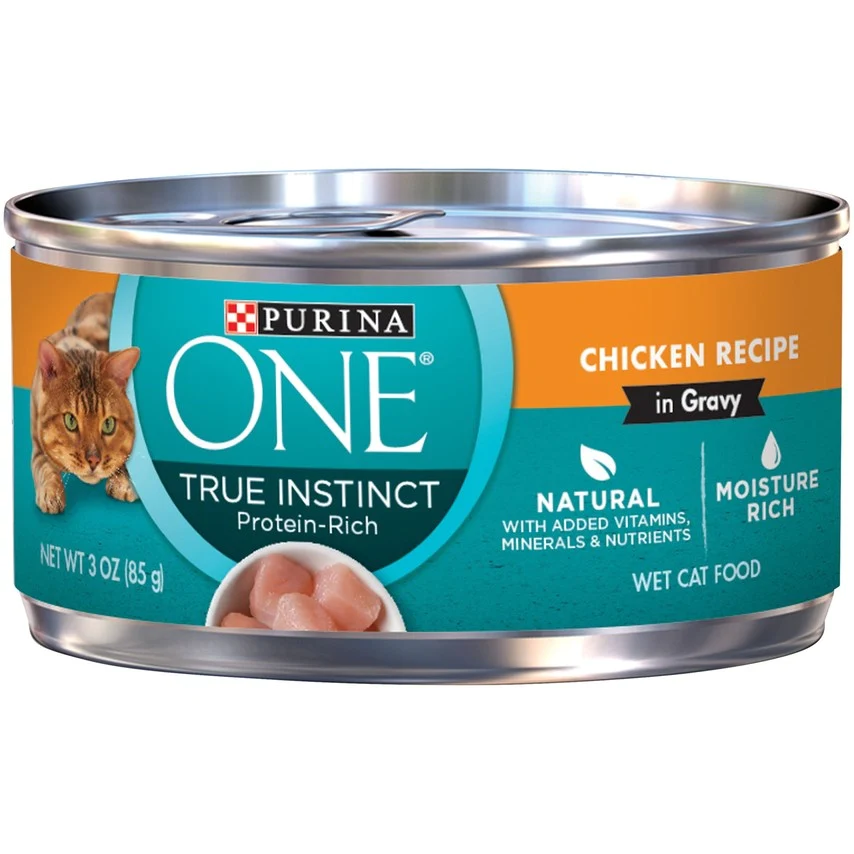 PURINA
ONE®
TRUE INSTINCT
Protein-Rich
NET WT 3 OZ (85 g)
CHICKEN RECIPE
in Gravy
NATURAL
WITH ADDED VITAMINS,
MINERALS & NUTRIENTS
MOISTURE
RICH
WET CAT FOOD